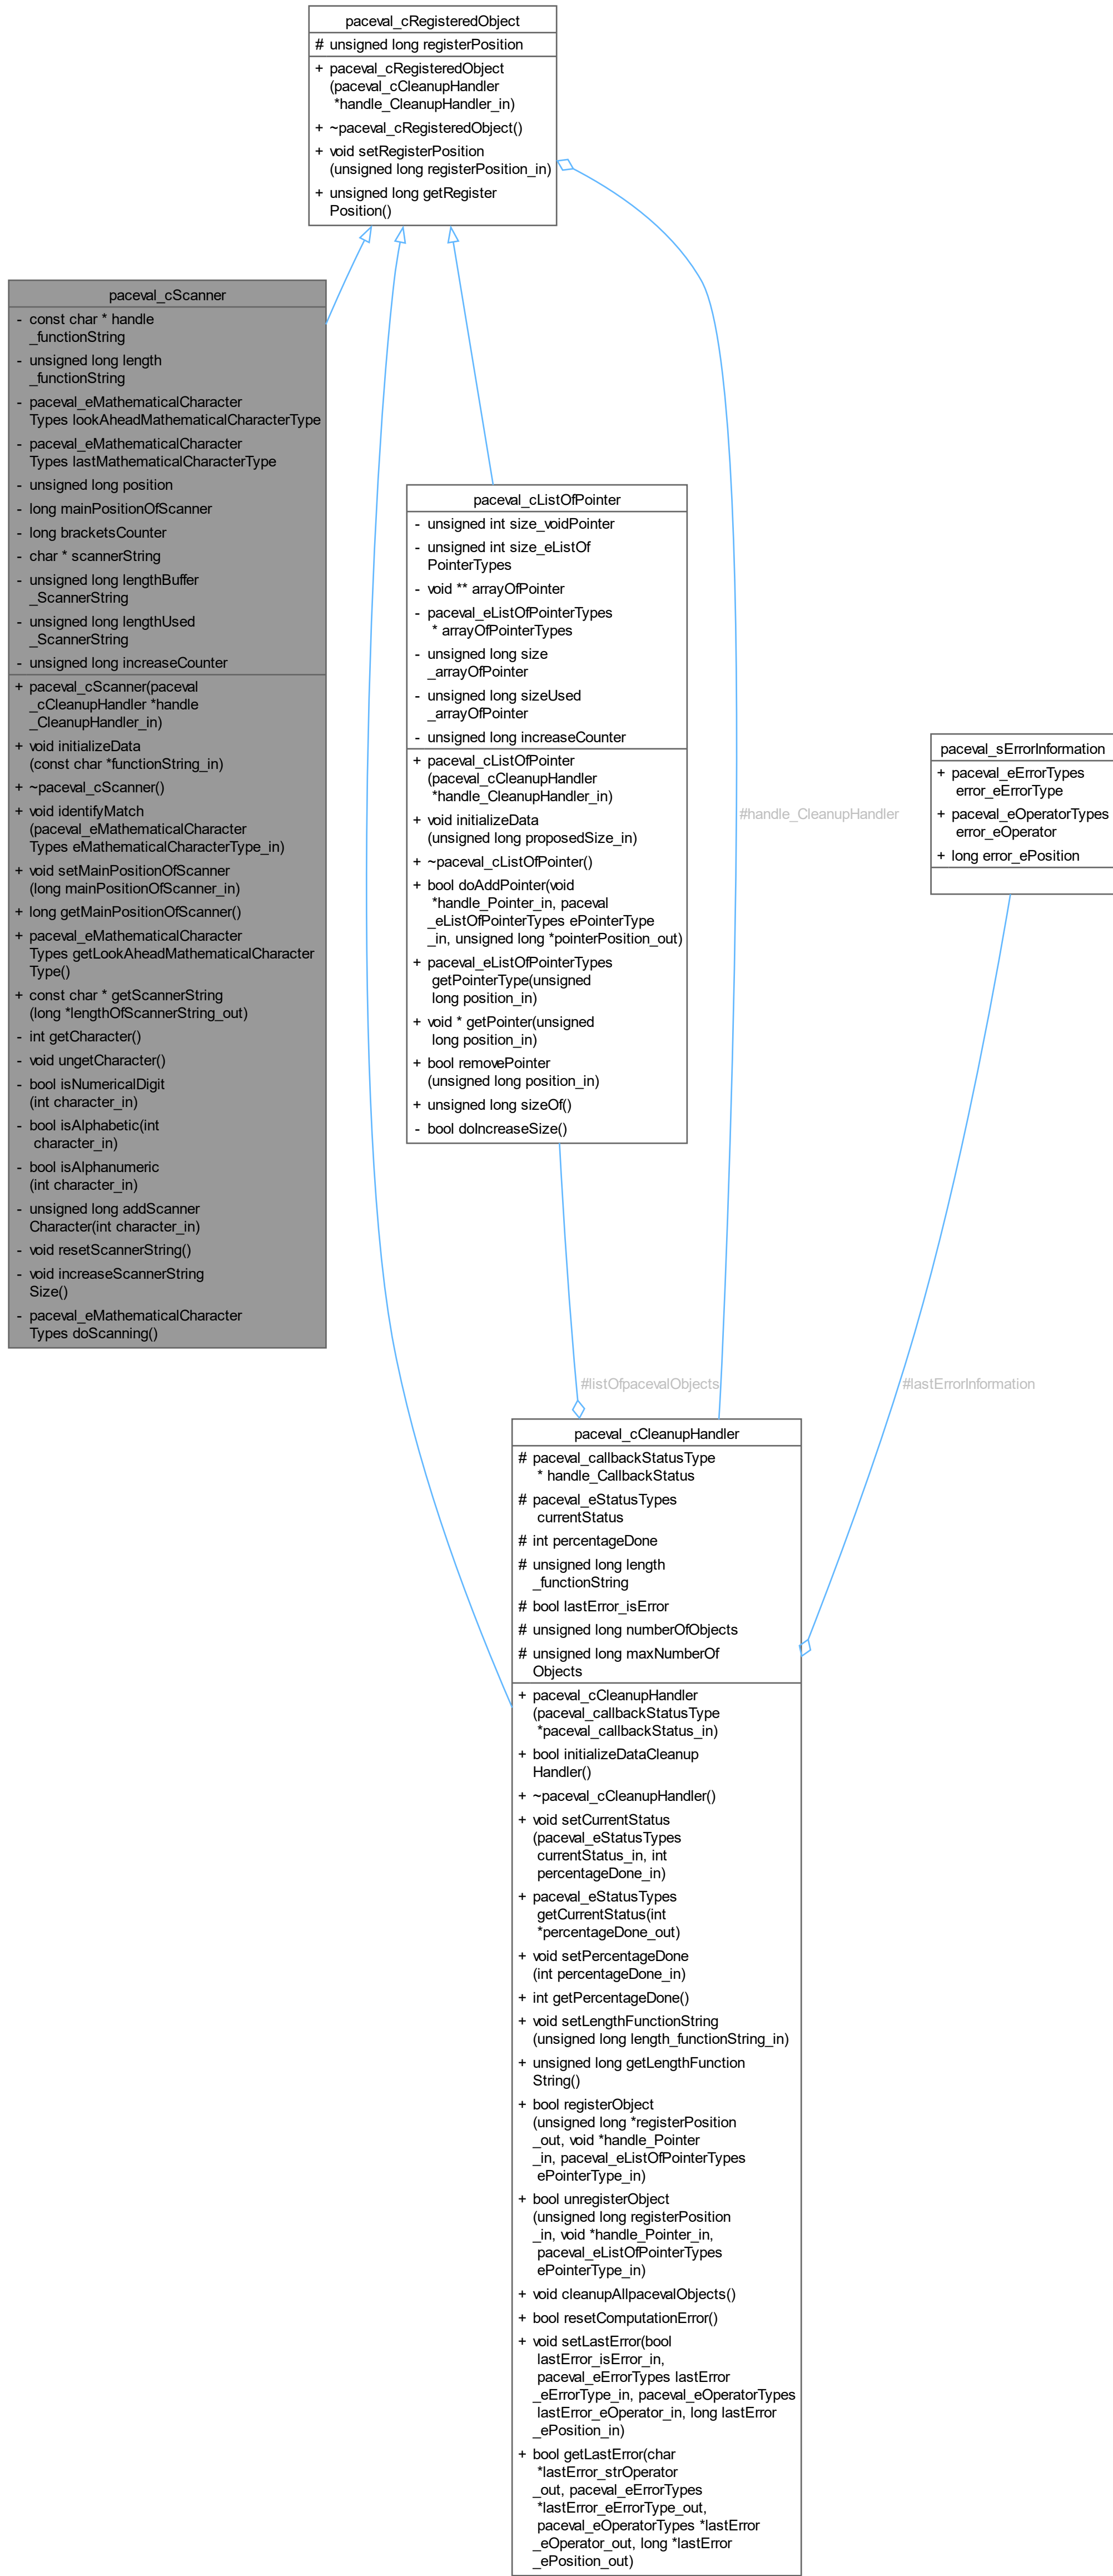 paceval_cRegisteredObject
# unsigned long registerPosition
+ paceval_cRegisteredObject
(paceval_cCleanupHandler
*handle_CleanupHandler_in)
+ ~paceval_cRegisteredObject()
+ void setRegisterPosition
(unsigned long registerPosition_in)
+ unsigned long getRegister
Position()
paceval_cScanner
- const char * handle
_functionString
- unsigned long length
_functionString
- paceval_eMathematicalCharacter
Types lookAheadMathematicalCharacterType
- paceval_eMathematicalCharacter
Types lastMathematicalCharacterType
- unsigned long position
- long mainPositionOfScanner
- long bracketsCounter
- char * scannerString
- unsigned long lengthBuffer
_ScannerString
- unsigned long lengthUsed
_ScannerString
- unsigned long increaseCounter
+ paceval_cScanner(paceval
_cCleanupHandler *handle
_CleanupHandler_in)
+ void initializeData
(const char *functionString_in)
+ ~paceval_cScanner()
+ void identifyMatch
(paceval_eMathematicalCharacter
Types eMathematicalCharacterType_in)
+ void setMainPositionOfScanner
(long mainPositionOfScanner_in)
+ long getMainPositionOfScanner()
+ paceval_eMathematicalCharacter
Types getLookAheadMathematicalCharacter
Type()
+ const char * getScannerString
(long *lengthOfScannerString_out)
- int getCharacter()
- void ungetCharacter()
- bool isNumericalDigit
(int character_in)
- bool isAlphabetic(int
character_in)
- bool isAlphanumeric
(int character_in)
- unsigned long addScanner
Character(int character_in)
- void resetScannerString()
- void increaseScannerString
Size()
- paceval_eMathematicalCharacter
Types doScanning()
paceval_cListOfPointer
- unsigned int size_voidPointer
- unsigned int size_eListOf
PointerTypes
- void ** arrayOfPointer
- paceval_eListOfPointerTypes
* arrayOfPointerTypes
- unsigned long size
_arrayOfPointer
- unsigned long sizeUsed
_arrayOfPointer
- unsigned long increaseCounter
+ paceval_cListOfPointer
(paceval_cCleanupHandler
*handle_CleanupHandler_in)
+ void initializeData
(unsigned long proposedSize_in)
+ ~paceval_cListOfPointer()
+ bool doAddPointer(void
*handle_Pointer_in, paceval
_eListOfPointerTypes ePointerType
_in, unsigned long *pointerPosition_out)
+ paceval_eListOfPointerTypes
getPointerType(unsigned
long position_in)
+ void * getPointer(unsigned
long position_in)
+ bool removePointer
(unsigned long position_in)
+ unsigned long sizeOf()
- bool doIncreaseSize()
#handle_CleanupHandler
paceval_sErrorInformation
+ paceval_eErrorTypes
error_eErrorType
+ paceval_eOperatorTypes
error_eOperator
+ long error_ePosition
#listOfpacevalObjects
#lastErrorInformation
paceval_cCleanupHandler
# paceval_callbackStatusType
* handle_CallbackStatus
# paceval_eStatusTypes
currentStatus
# int percentageDone
# unsigned long length
_functionString
# bool lastError_isError
# unsigned long numberOfObjects
# unsigned long maxNumberOf
Objects
+ paceval_cCleanupHandler
(paceval_callbackStatusType
*paceval_callbackStatus_in)
+ bool initializeDataCleanup
Handler()
+ ~paceval_cCleanupHandler()
+ void setCurrentStatus
(paceval_eStatusTypes
currentStatus_in, int
percentageDone_in)
+ paceval_eStatusTypes
getCurrentStatus(int
*percentageDone_out)
+ void setPercentageDone
(int percentageDone_in)
+ int getPercentageDone()
+ void setLengthFunctionString
(unsigned long length_functionString_in)
+ unsigned long getLengthFunction
String()
+ bool registerObject
(unsigned long *registerPosition
_out, void *handle_Pointer
_in, paceval_eListOfPointerTypes
ePointerType_in)
+ bool unregisterObject
(unsigned long registerPosition
_in, void *handle_Pointer_in,
paceval_eListOfPointerTypes
ePointerType_in)
+ void cleanupAllpacevalObjects()
+ bool resetComputationError()
+ void setLastError(bool
lastError_isError_in,
paceval_eErrorTypes lastError
_eErrorType_in, paceval_eOperatorTypes
lastError_eOperator_in, long lastError
_ePosition_in)
+ bool getLastError(char
*lastError_strOperator
_out, paceval_eErrorTypes
*lastError_eErrorType_out,
paceval_eOperatorTypes *lastError
_eOperator_out, long *lastError
_ePosition_out)